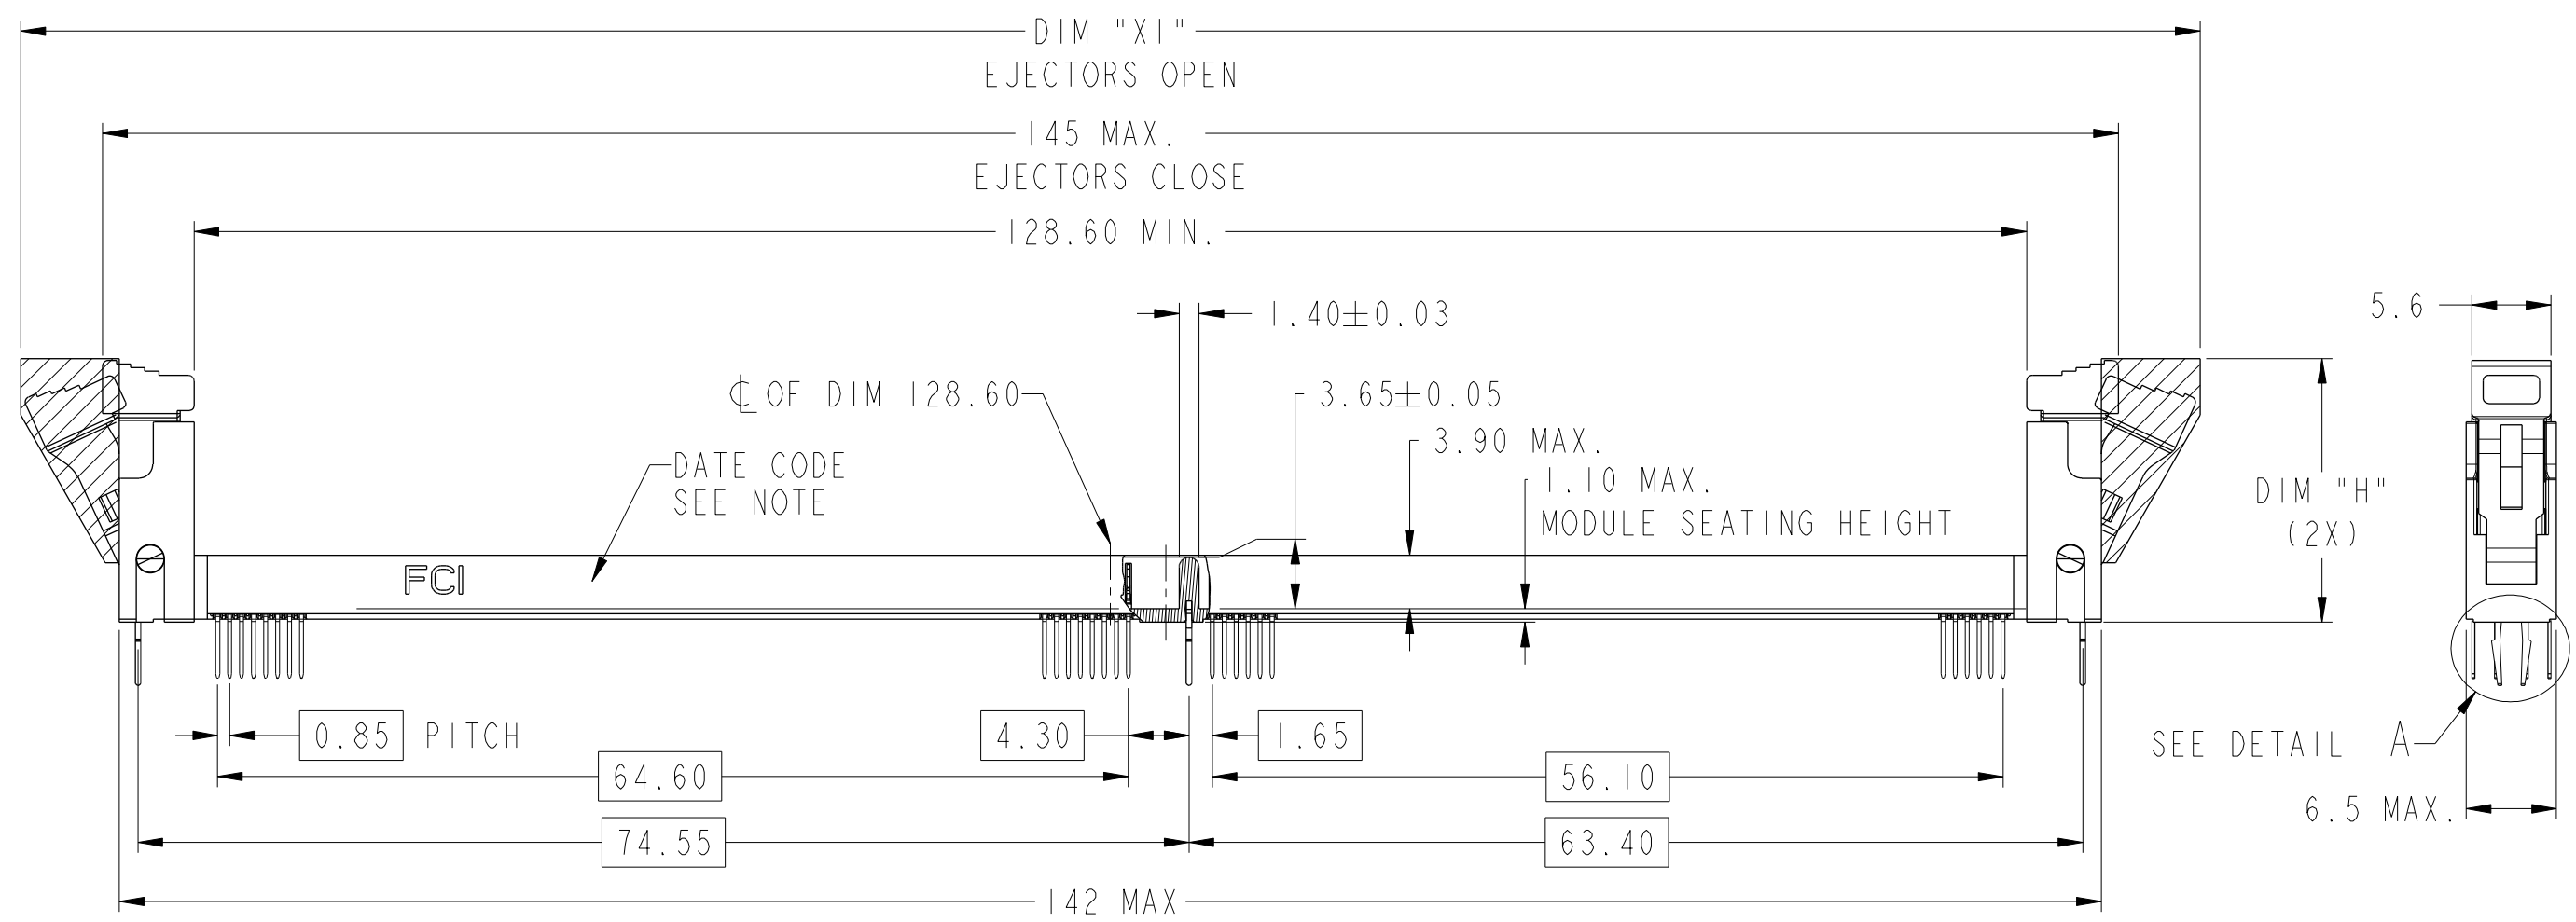 DIM "X1"
EJECTORS OPEN
145 MAX.
EJECTORS CLOSE
128.60 MIN.
1.40±0.03
5.6
℄ OF DIM 128.60
3.65±0.05
3.90 MAX.
DATE CODE
SEE NOTE
1.10 MAX.
MODULE SEATING HEIGHT
DIM "H"
(2X)
FCI
0.85 PITCH
4.30
1.65
SEE DETAIL A
64.60
56.10
6.5 MAX.
74.55
63.40
142 MAX